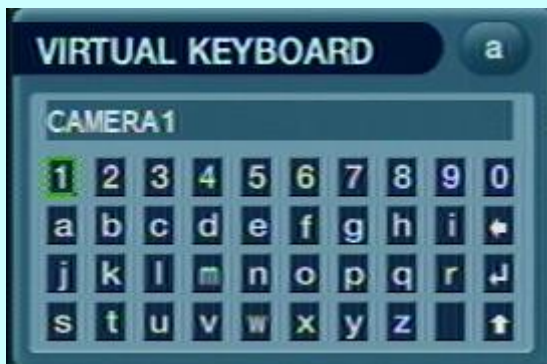 VIRTUAL KEYBOARD a
CAMERA1
1 2 3 4 5 6 7 8 9 0
a b c d e f g h i ←
j k l m n o p q r ↵
s t u v w x y z ↑